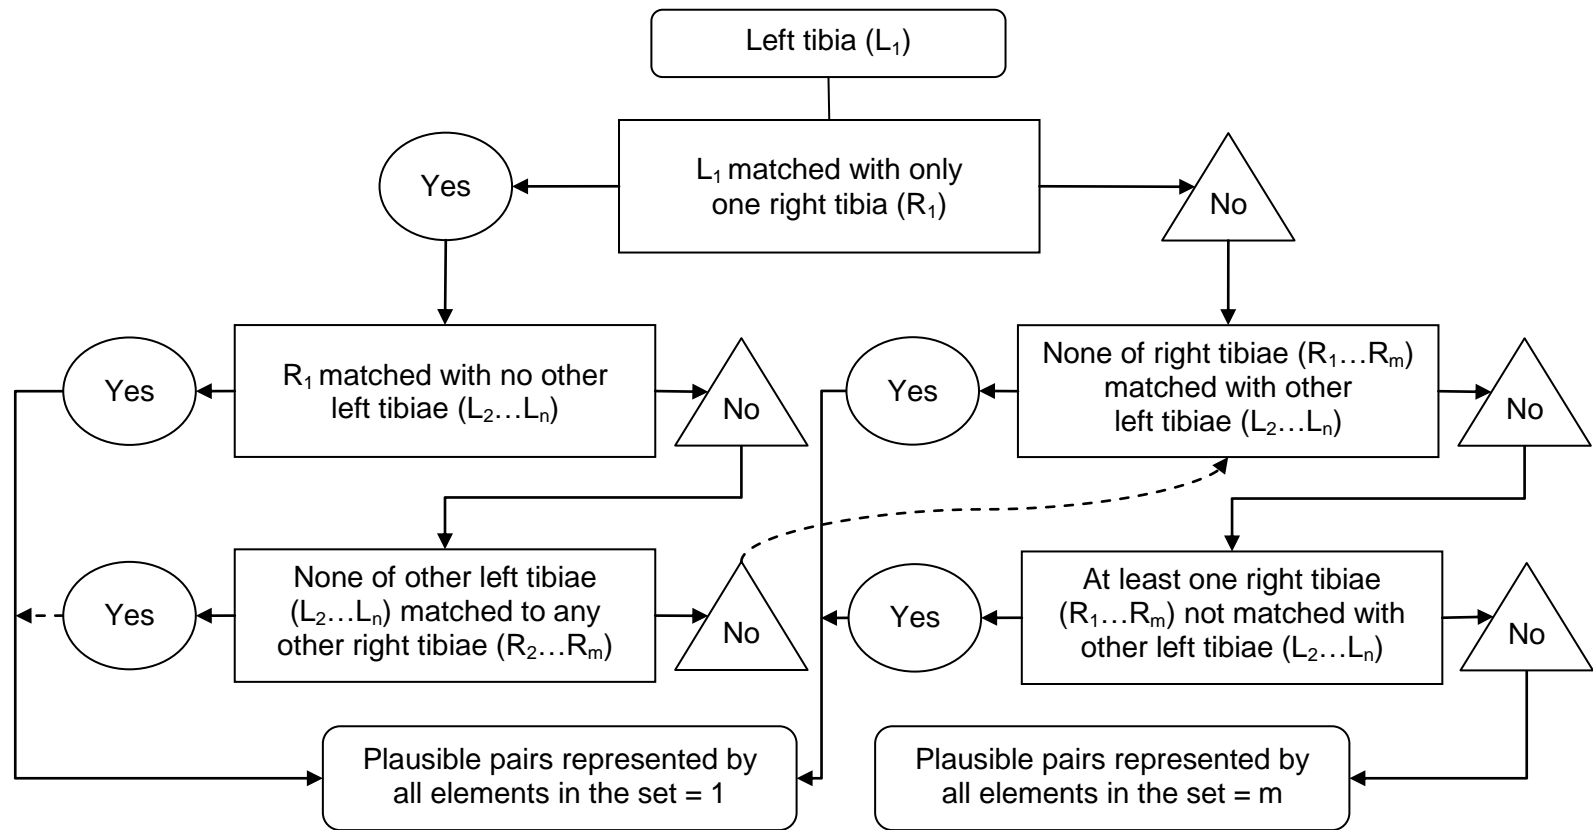 Left tibia (L₁)
L₁ matched with only
one right tibia (R₁)
Yes
No
R₁ matched with no other
left tibiae (L₂…Lₙ)
Yes
No
None of right tibiae (R₁…Rₘ)
matched with other
left tibiae (L₂…Lₙ)
Yes
No
None of other left tibiae
(L₂…Lₙ) matched to any
other right tibiae (R₂…Rₘ)
Yes
No
At least one right tibiae
(R₁…Rₘ) not matched with
other left tibiae (L₂…Lₙ)
Yes
No
Plausible pairs represented by
all elements in the set = 1
Plausible pairs represented by
all elements in the set = m